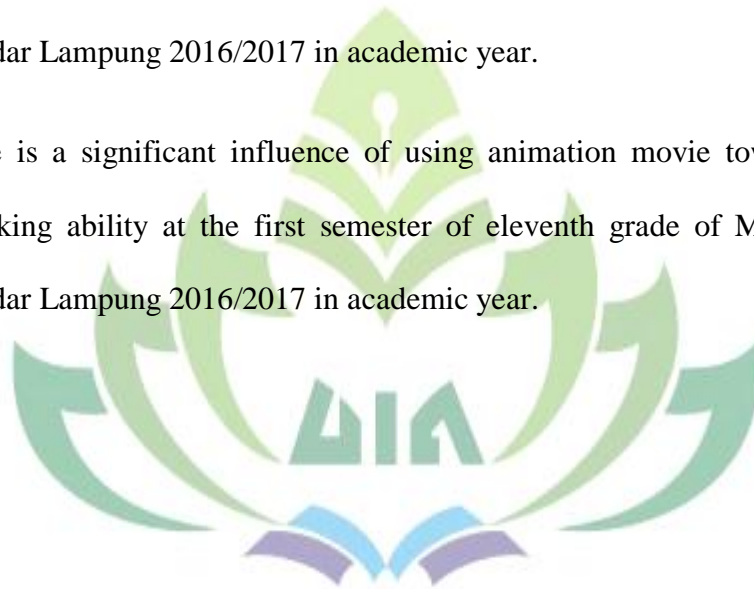 dar Lampung 2016/2017 in academic year.
is a significant influence of using animation movie
king ability at the first semester of eleventh grade of
dar Lampung 2016/2017 in academic year.
UIN